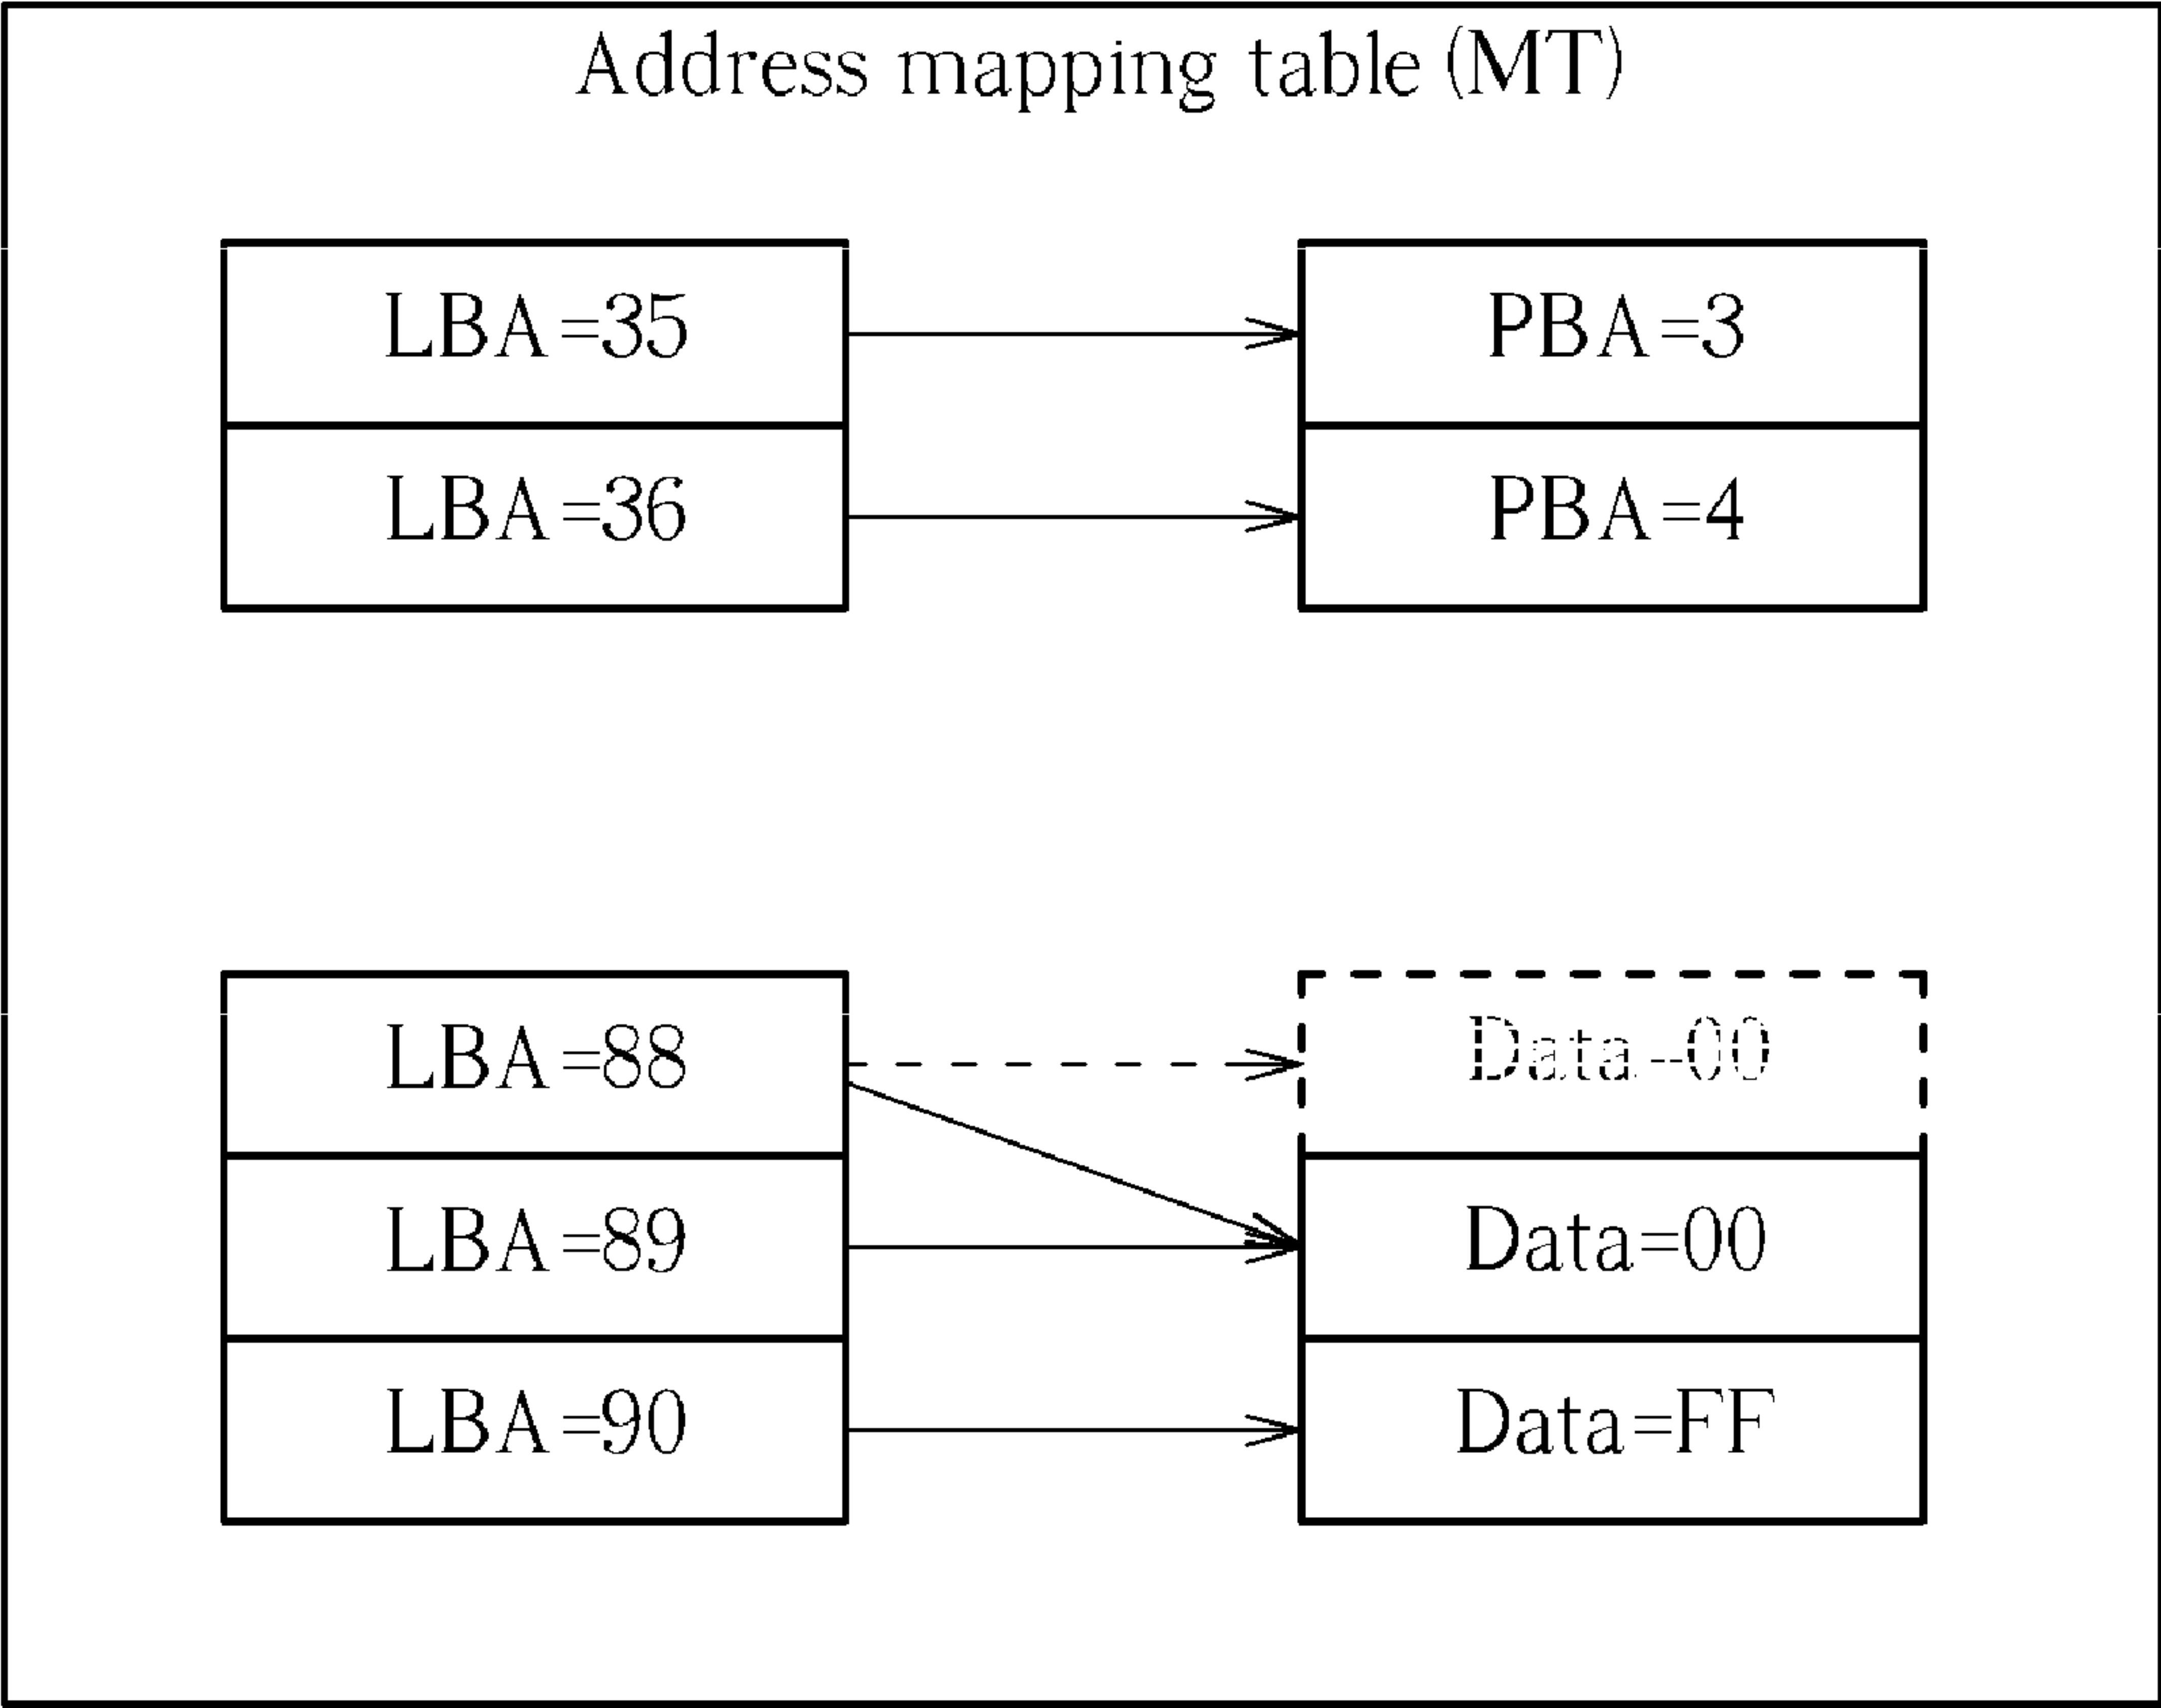 Address mapping table (MT)
LBA=35
PBA=3
LBA=36
PBA=4
LBA=88
Data=00
LBA=89
Data=00
LBA=90
Data=FF